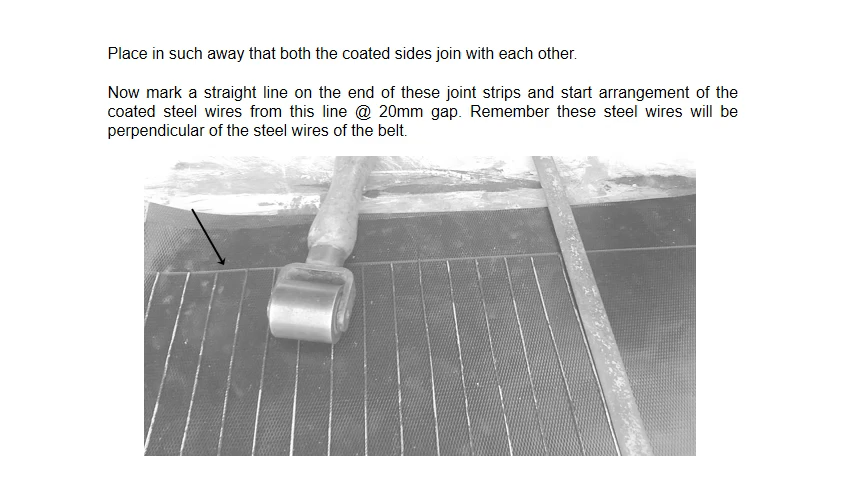 Place in such away that both the coated sides join with each other.
Now mark a straight line on the end of these joint strips and start arrangement of the
coated steel wires from this line @ 20mm gap. Remember these steel wires will be
perpendicular of the steel wires of the belt.